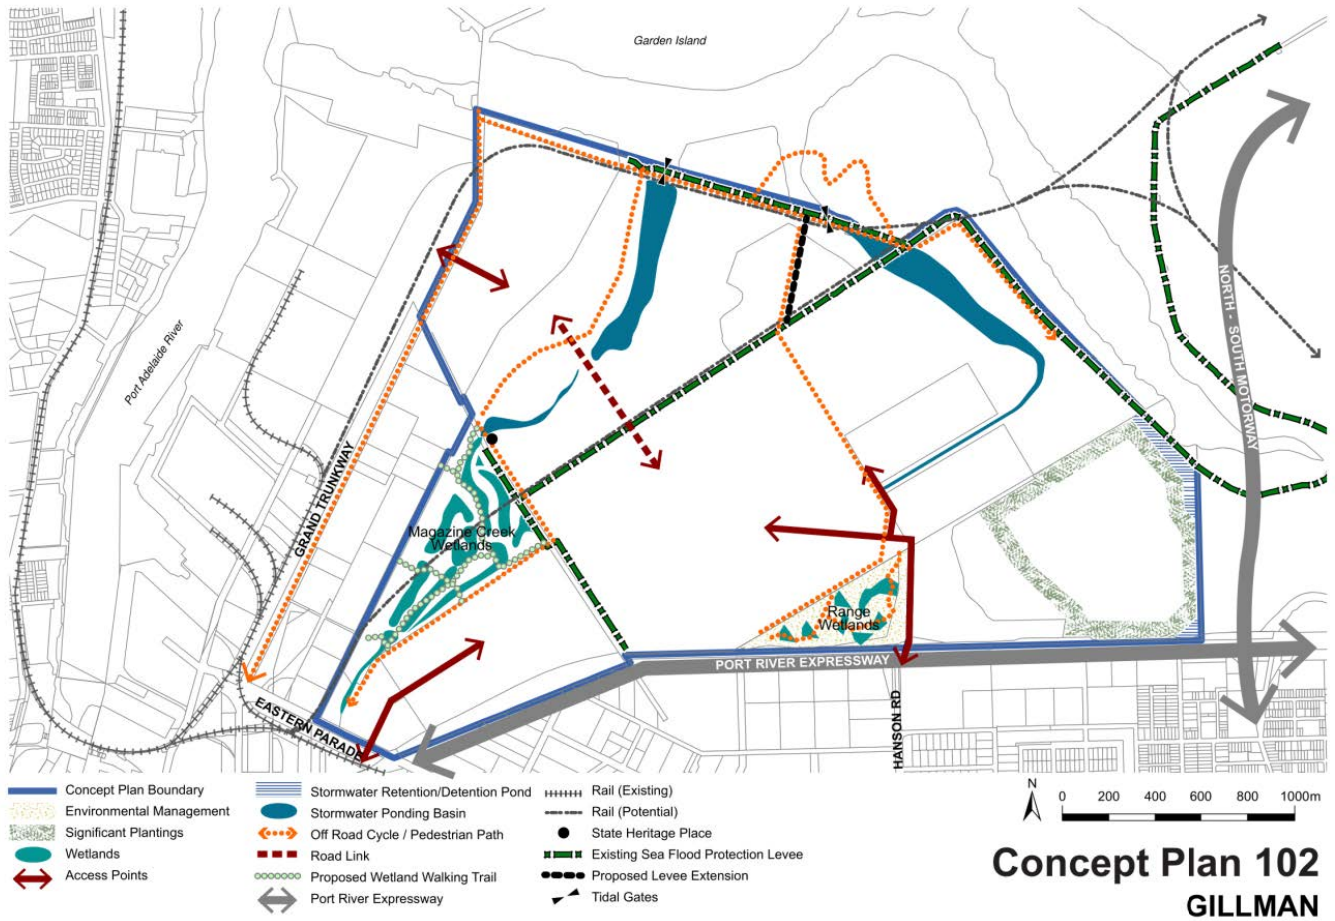 Garden Island
Port Adelaide River
GRAND TRUNKWAY
NORTH - SOUTH MOTORWAY
Magazine Creek
Wetlands
Range
Wetlands
PORT RIVER EXPRESSWAY
EASTERN PARADE
HANSON RD
Concept Plan Boundary
Environmental Management
Significant Plantings
Wetlands
Access Points
Stormwater Retention/Detention Pond
Stormwater Ponding Basin
Off Road Cycle / Pedestrian Path
Road Link
Proposed Wetland Walking Trail
Port River Expressway
Rail (Existing)
Rail (Potential)
State Heritage Place
Existing Sea Flood Protection Levee
Proposed Levee Extension
Tidal Gates
N
0 200 400 600 800 1000m
Concept Plan 102
GILLMAN